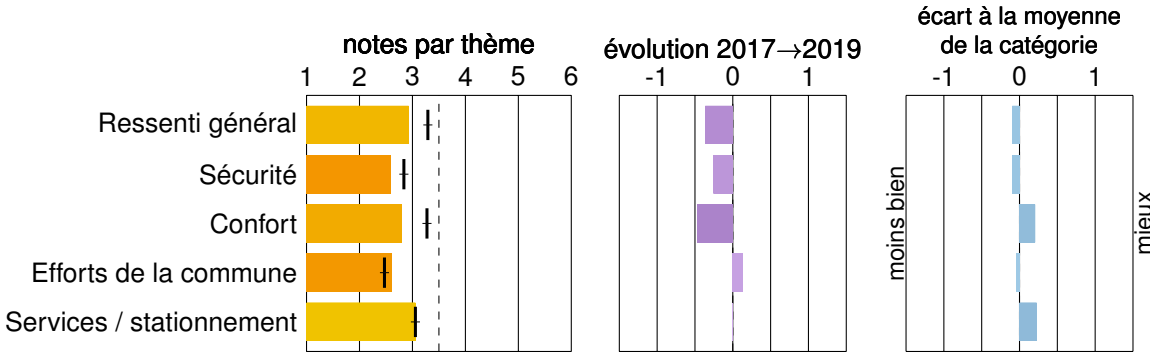 notes par thème
1 2 3 4 5 6
évolution 2017→2019
-1 0 1
écart à la moyenne
de la catégorie
-1 0 1
Ressenti général
Sécurité
Confort
Efforts de la commune
Services / stationnement
moins bien
mieux